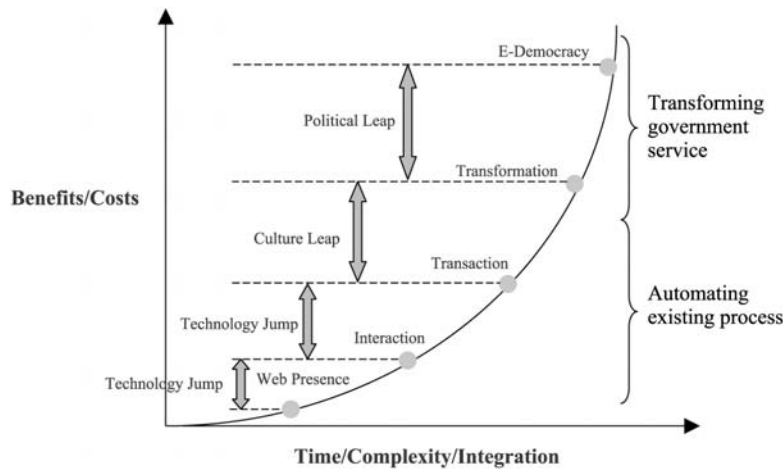 E-Democracy
Political Leap
Transforming
government
service
Transformation
Benefits/Costs
Culture Leap
Transaction
Automating
existing process
Technology Jump
Interaction
Technology Jump
Web Presence
Time/Complexity/Integration